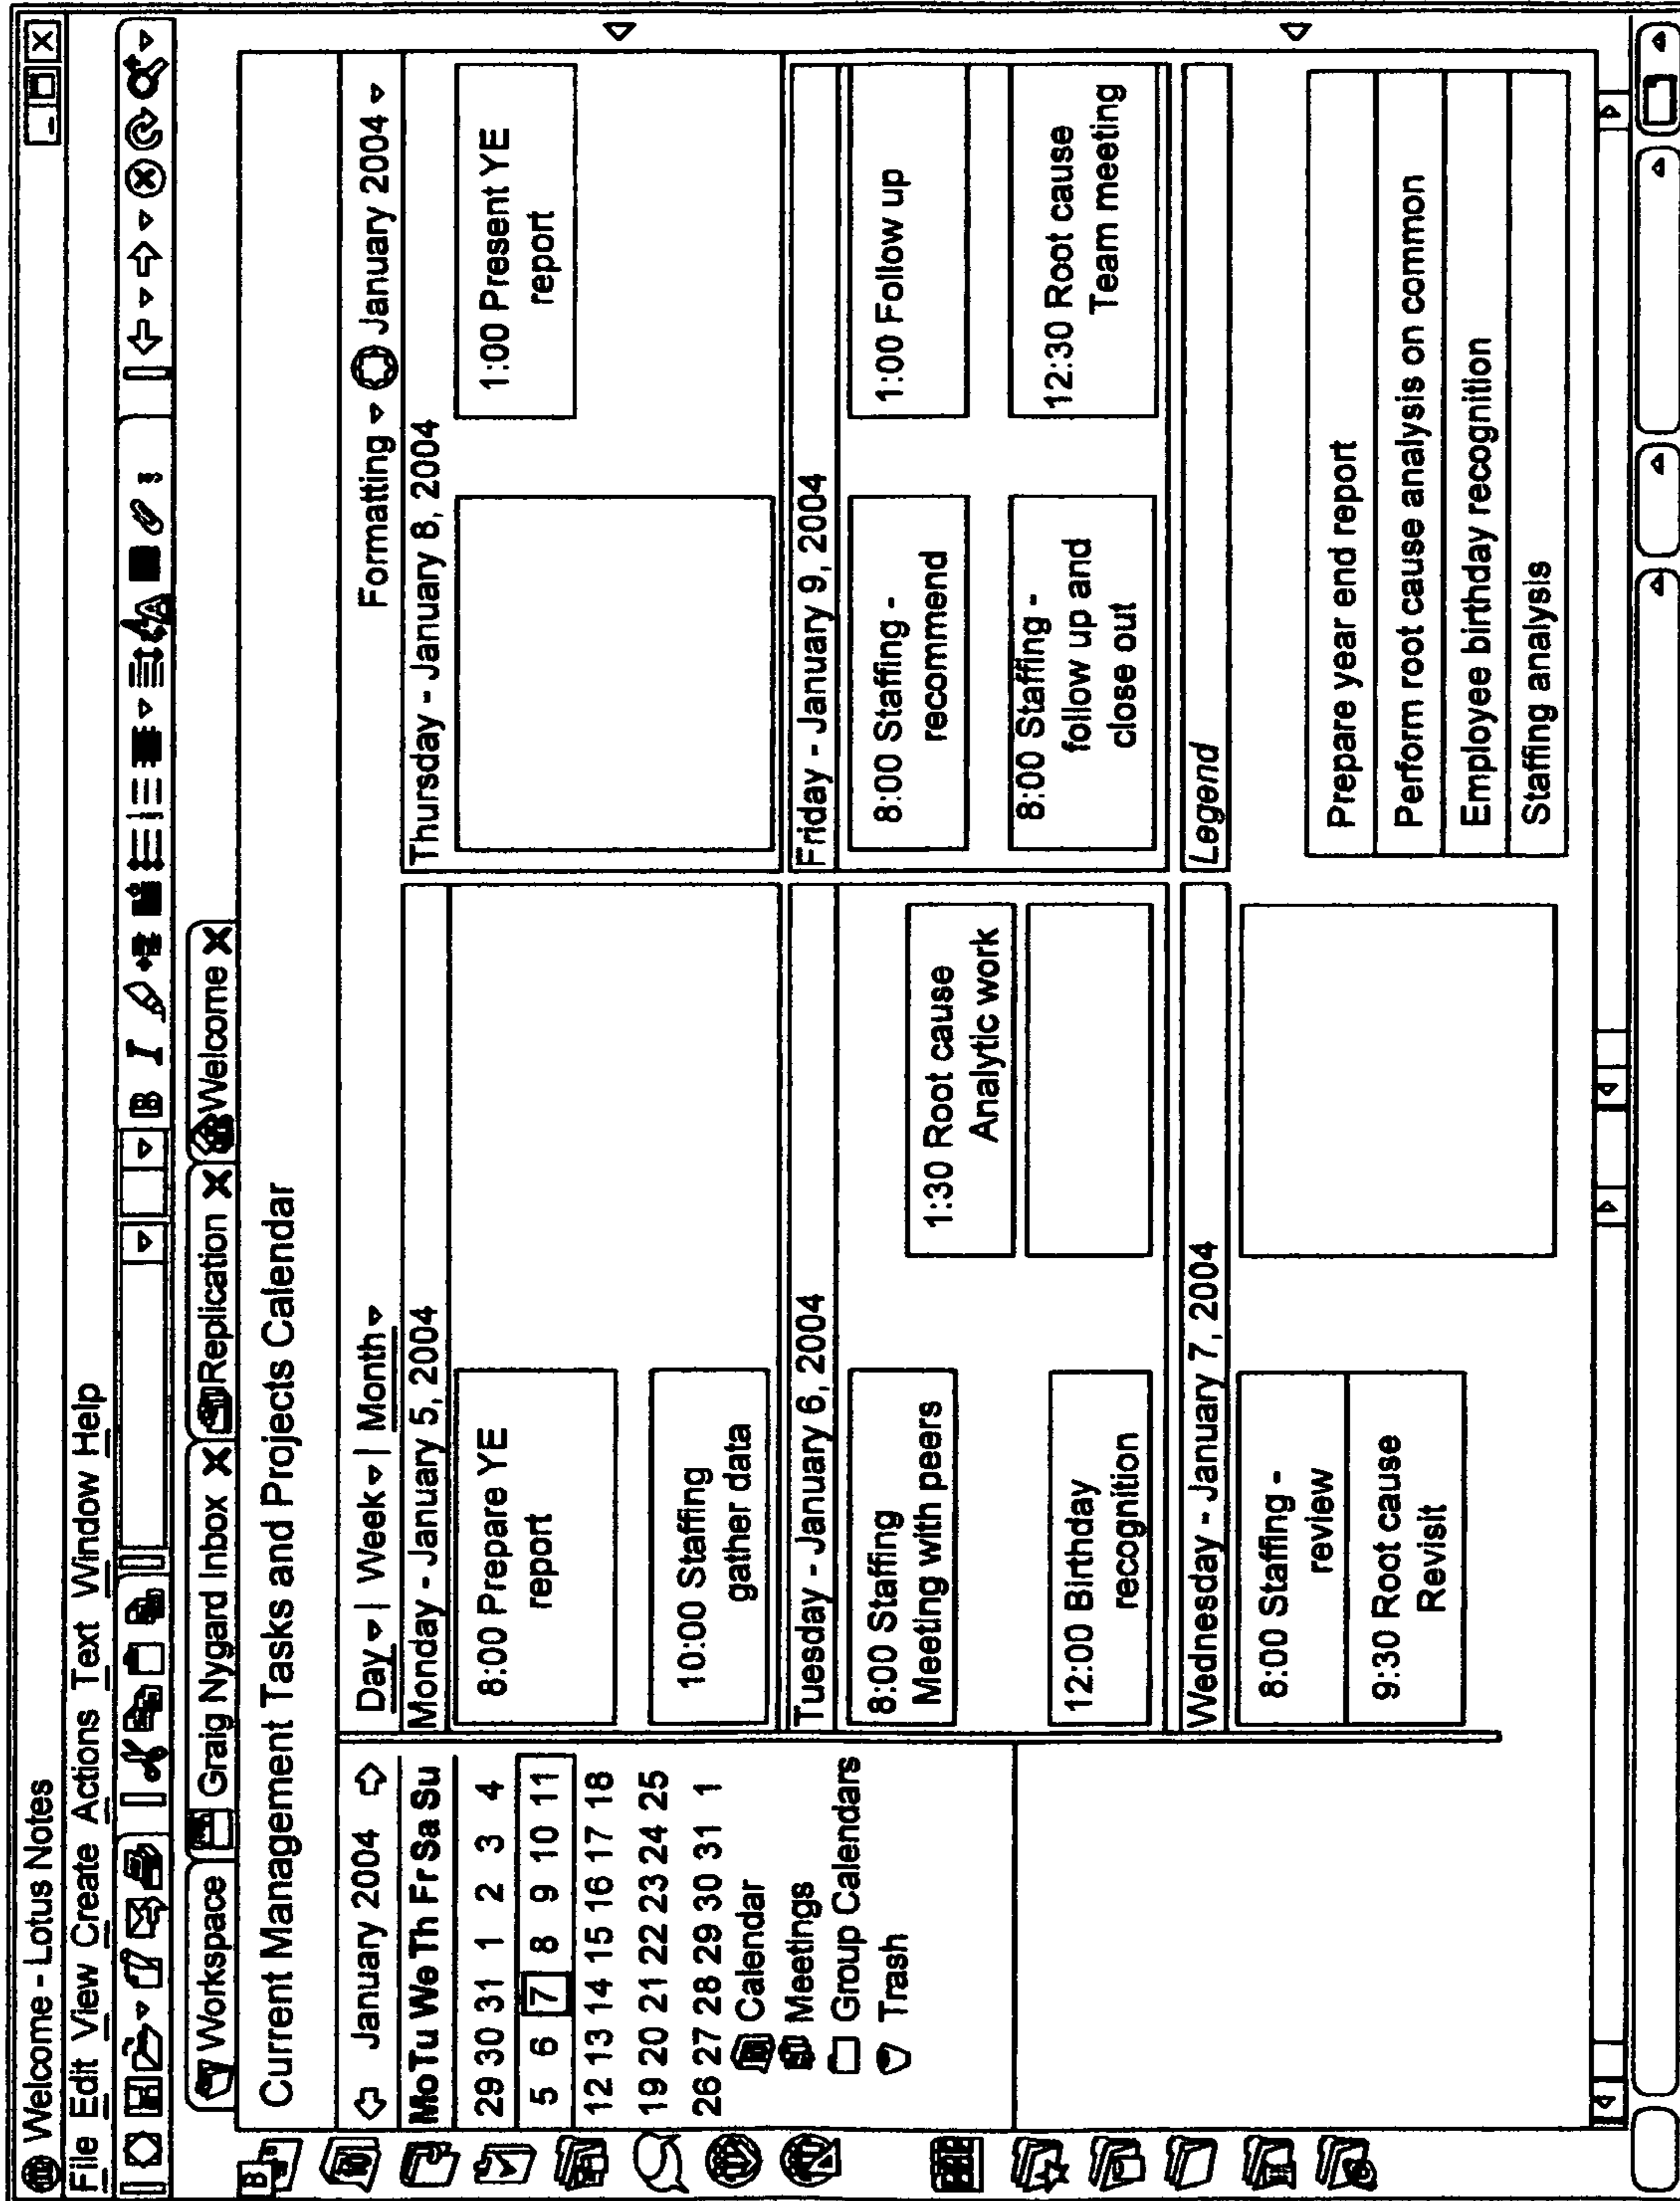 Welcome - Lotus Notes
File Edit View Create Actions Text Window Help
B I
Workspace Graig Nygard Inbox X Replication X Welcome X
Current Management Tasks and Projects Calendar
January 2004
Mo Tu We Th Fr Sa Su
29 30 31 1 2 3 4
5 6 7 8 9 10 11
12 13 14 15 16 17 18
19 20 21 22 23 24 25
26 27 28 29 30 31 1
Calendar
Meetings
Group Calendars
Trash
Day | Week | Month
Formatting January 2004
Monday - January 5, 2004
8:00 Prepare YE
report
10:00 Staffing
gather data
Tuesday - January 6, 2004
8:00 Staffing
Meeting with peers
1:30 Root cause
Analytic work
12:00 Birthday
recognition
Wednesday - January 7, 2004
8:00 Staffing -
review
9:30 Root cause
Revisit
Thursday - January 8, 2004
1:00 Present YE
report
Friday - January 9, 2004
8:00 Staffing -
recommend
1:00 Follow up
8:00 Staffing -
follow up and
close out
12:30 Root cause
Team meeting
Legend
Prepare year end report
Perform root cause analysis on common
Employee birthday recognition
Staffing analysis